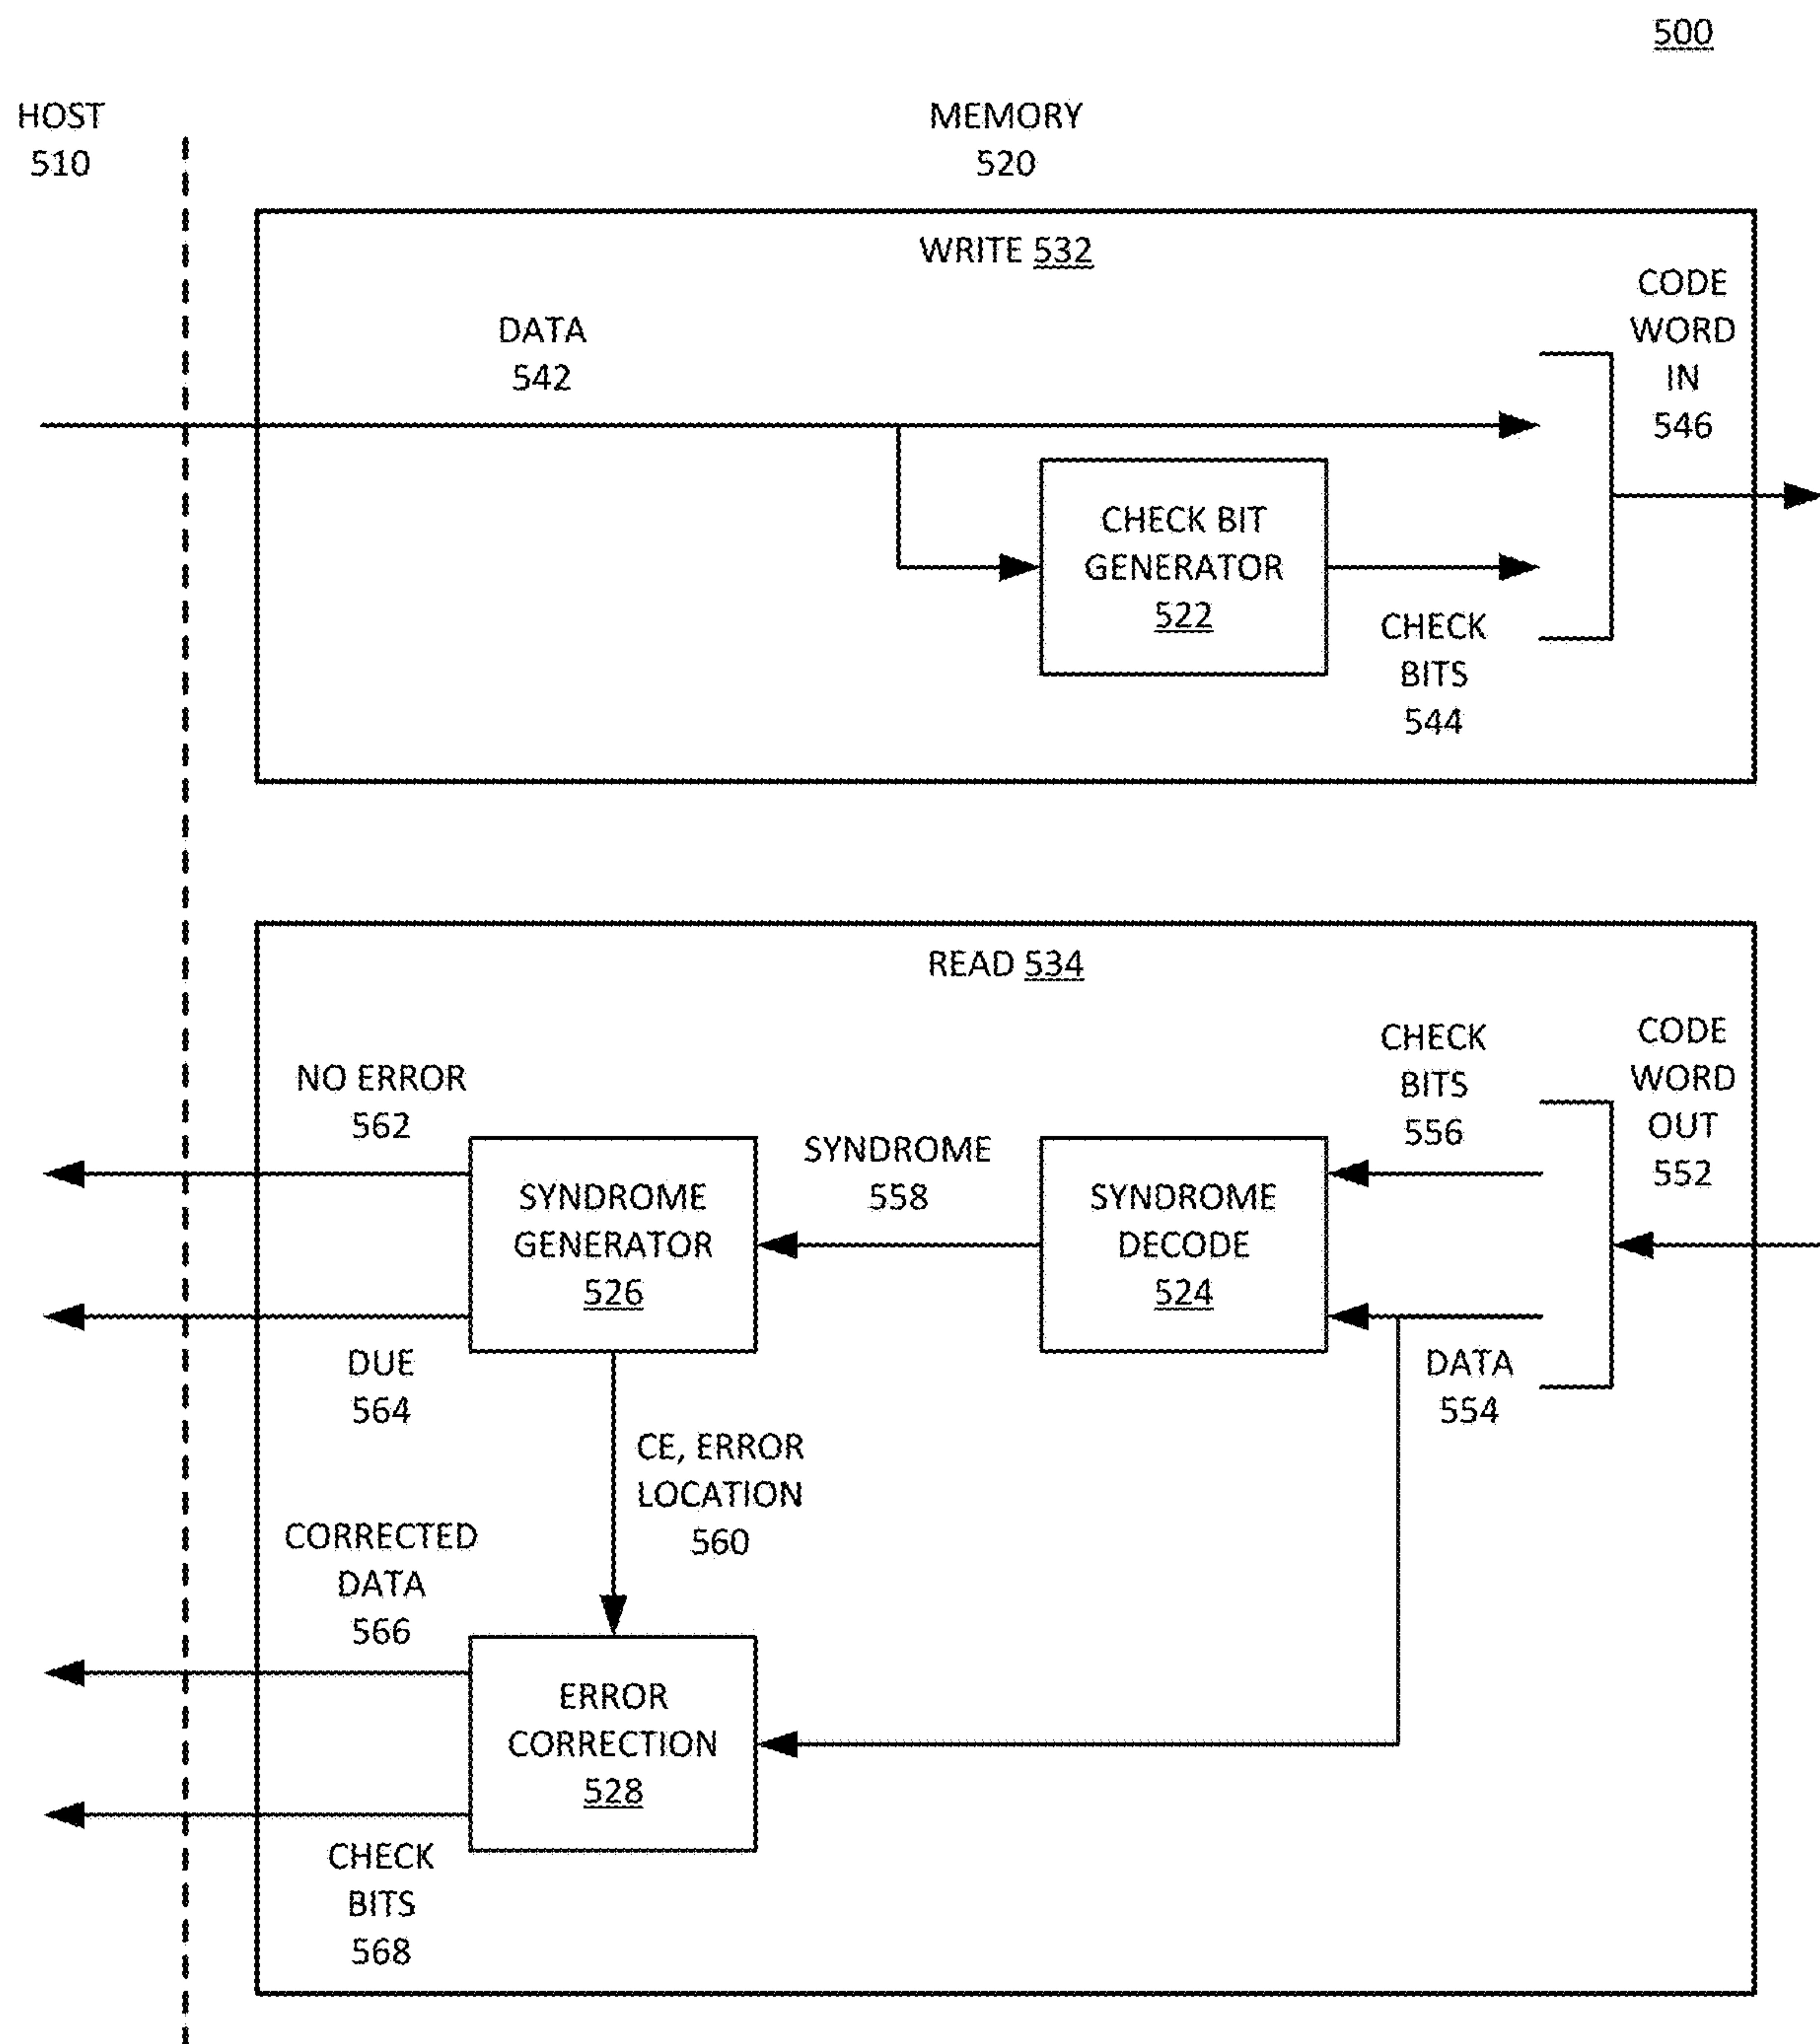 500
HOST
510
MEMORY
520
WRITE 532
DATA
542
CODE
WORD
IN
546
CHECK BIT
GENERATOR
522
CHECK
BITS
544
READ 534
NO ERROR
562
SYNDROME
GENERATOR
526
SYNDROME
558
SYNDROME
DECODE
524
CHECK
BITS
556
CODE
WORD
OUT
552
DUE
564
DATA
554
CE, ERROR
LOCATION
560
CORRECTED
DATA
566
ERROR
CORRECTION
528
CHECK
BITS
568